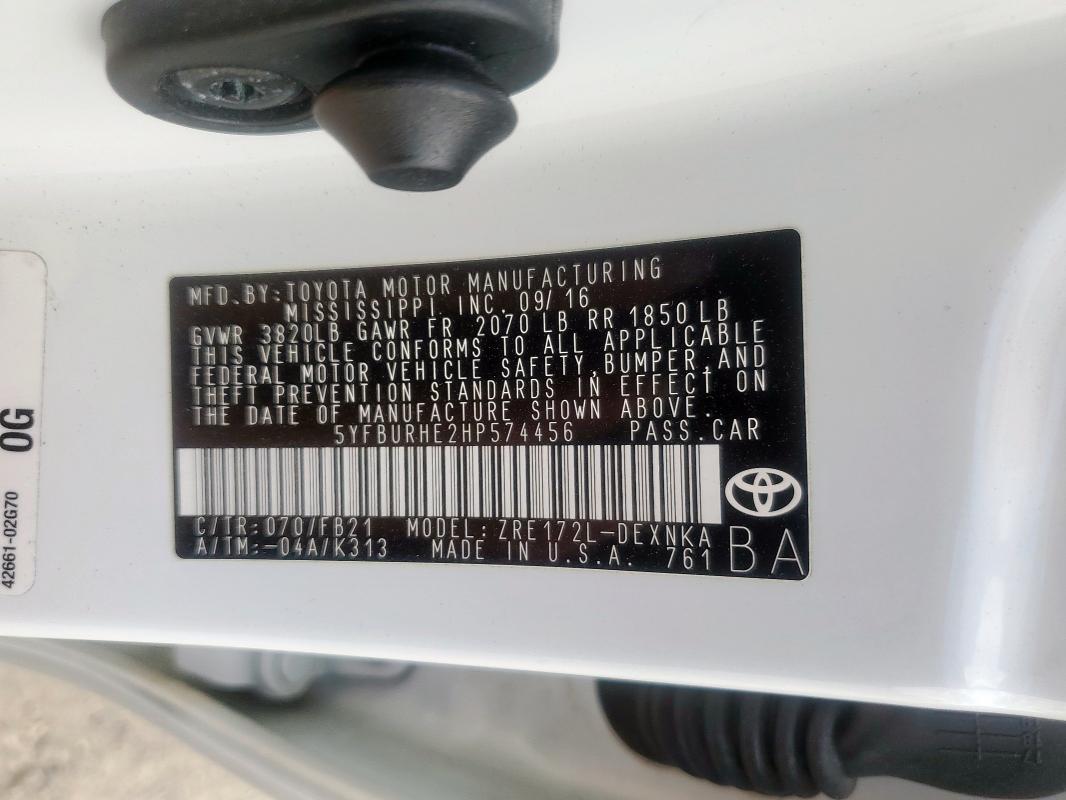 MFD.BY:TOYOTA MOTOR MANUFACTURING
MISSISSIPPI INC. 09/16
GVWR 3820LB GAWR FR 2070 LB RR 1850 LB
THIS VEHICLE CONFORMS TO ALL APPLICABLE
FEDERAL MOTOR VEHICLE SAFETY,BUMPER,AND
THEFT PREVENTION STANDARDS IN EFFECT ON
THE DATE OF MANUFACTURE SHOWN ABOVE.
5YFBURHE2HP574456 PASS.CAR
C/TR:070/FB21 MODEL:ZRE172L-DEXNKA
A/TM:-04A/K313 MADE IN U.S.A. 761
BA
0G
42661-02G70